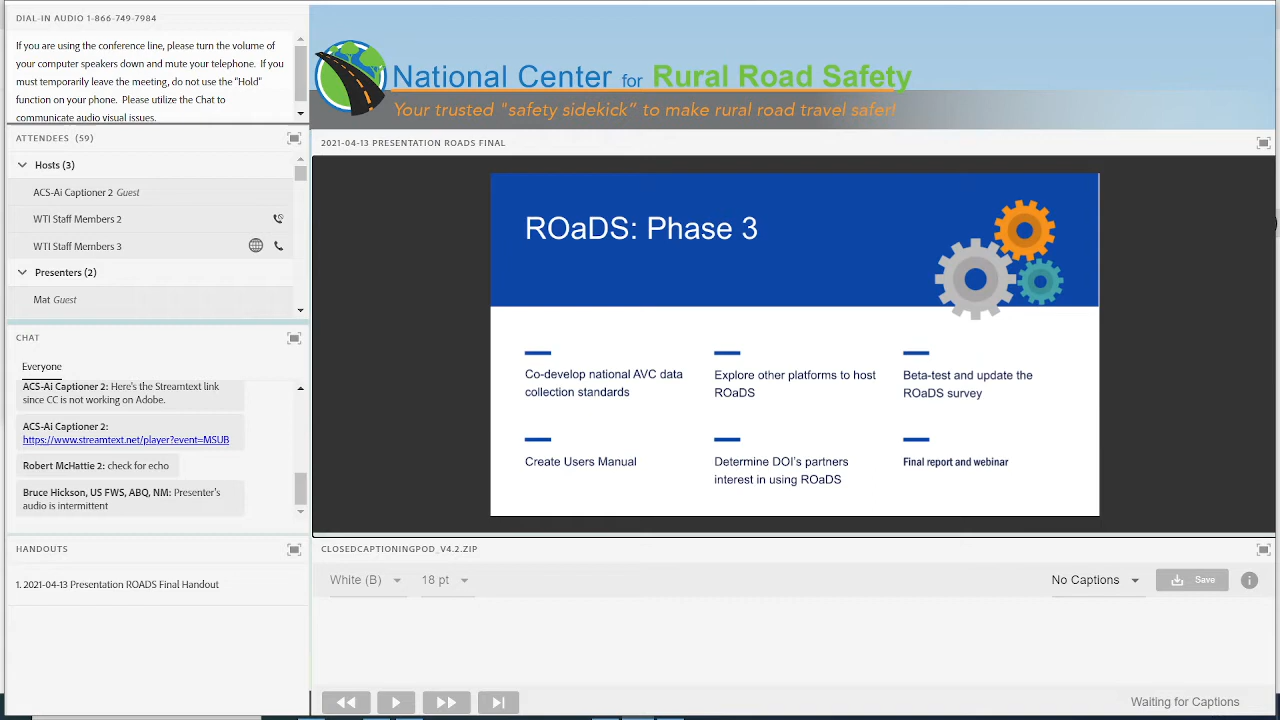 DIAL-IN AUDIO 1-866-749-7984
If you are using the conference line, please turn the volume of
your computer speakers down and mute your telephone. If you
must temporarily leave the meeting, do not use the "Hold"
function on your phone. Please utilize the Chat to
communicate audio visual issues.
ATTENDEES (59)
Hosts (3)
ACS-Ai Captioner 2 Guest
WTI Staff Members 2
WTI Staff Members 3
Presenters (2)
Mat Guest
CHAT
Everyone
ACS-Ai Captioner 2: Here's the Streamtext link
since CC is not working on Adobe.
ACS-Ai Captioner 2:
https://www.streamtext.net/player?event=MSUB
Robert McHattie 2: check for echo
Bruce Hickson, US FWS, ABQ, NM: Presenter's
audio is intermittent
HANDOUTS
1. 2021-04-13 Presentation ROADS Final Handout
National Center for Rural Road Safety
Your trusted "safety sidekick" to make rural road travel safer!
2021-04-13 PRESENTATION ROADS FINAL
ROaDS: Phase 3
Co-develop national AVC data
collection standards
Explore other platforms to host
ROaDS
Beta-test and update the
ROaDS survey
Create Users Manual
Determine DOI's partners
interest in using ROaDS
Final report and webinar
CLOSEDCAPTIONINGPOD_V4.2.ZIP
White (B)
18 pt
No Captions
Save
Waiting for Captions